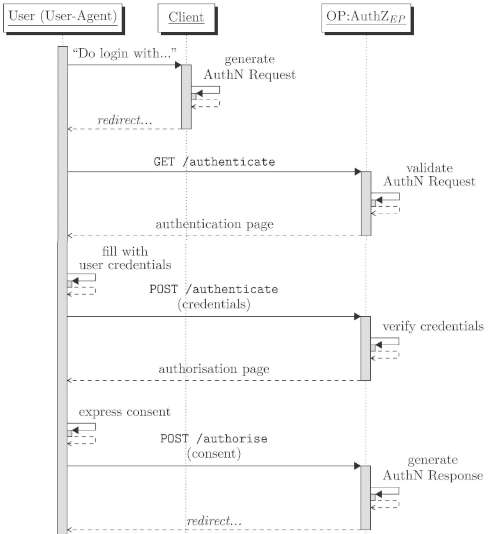 User (User-Agent)
Client
OP:AuthZ_EP
“Do login with...”
generate
AuthN Request
redirect...
GET /authenticate
validate
AuthN Request
authentication page
fill with
user credentials
POST /authenticate
(credentials)
verify credentials
authorisation page
express consent
POST /authorise
(consent)
generate
AuthN Response
redirect...